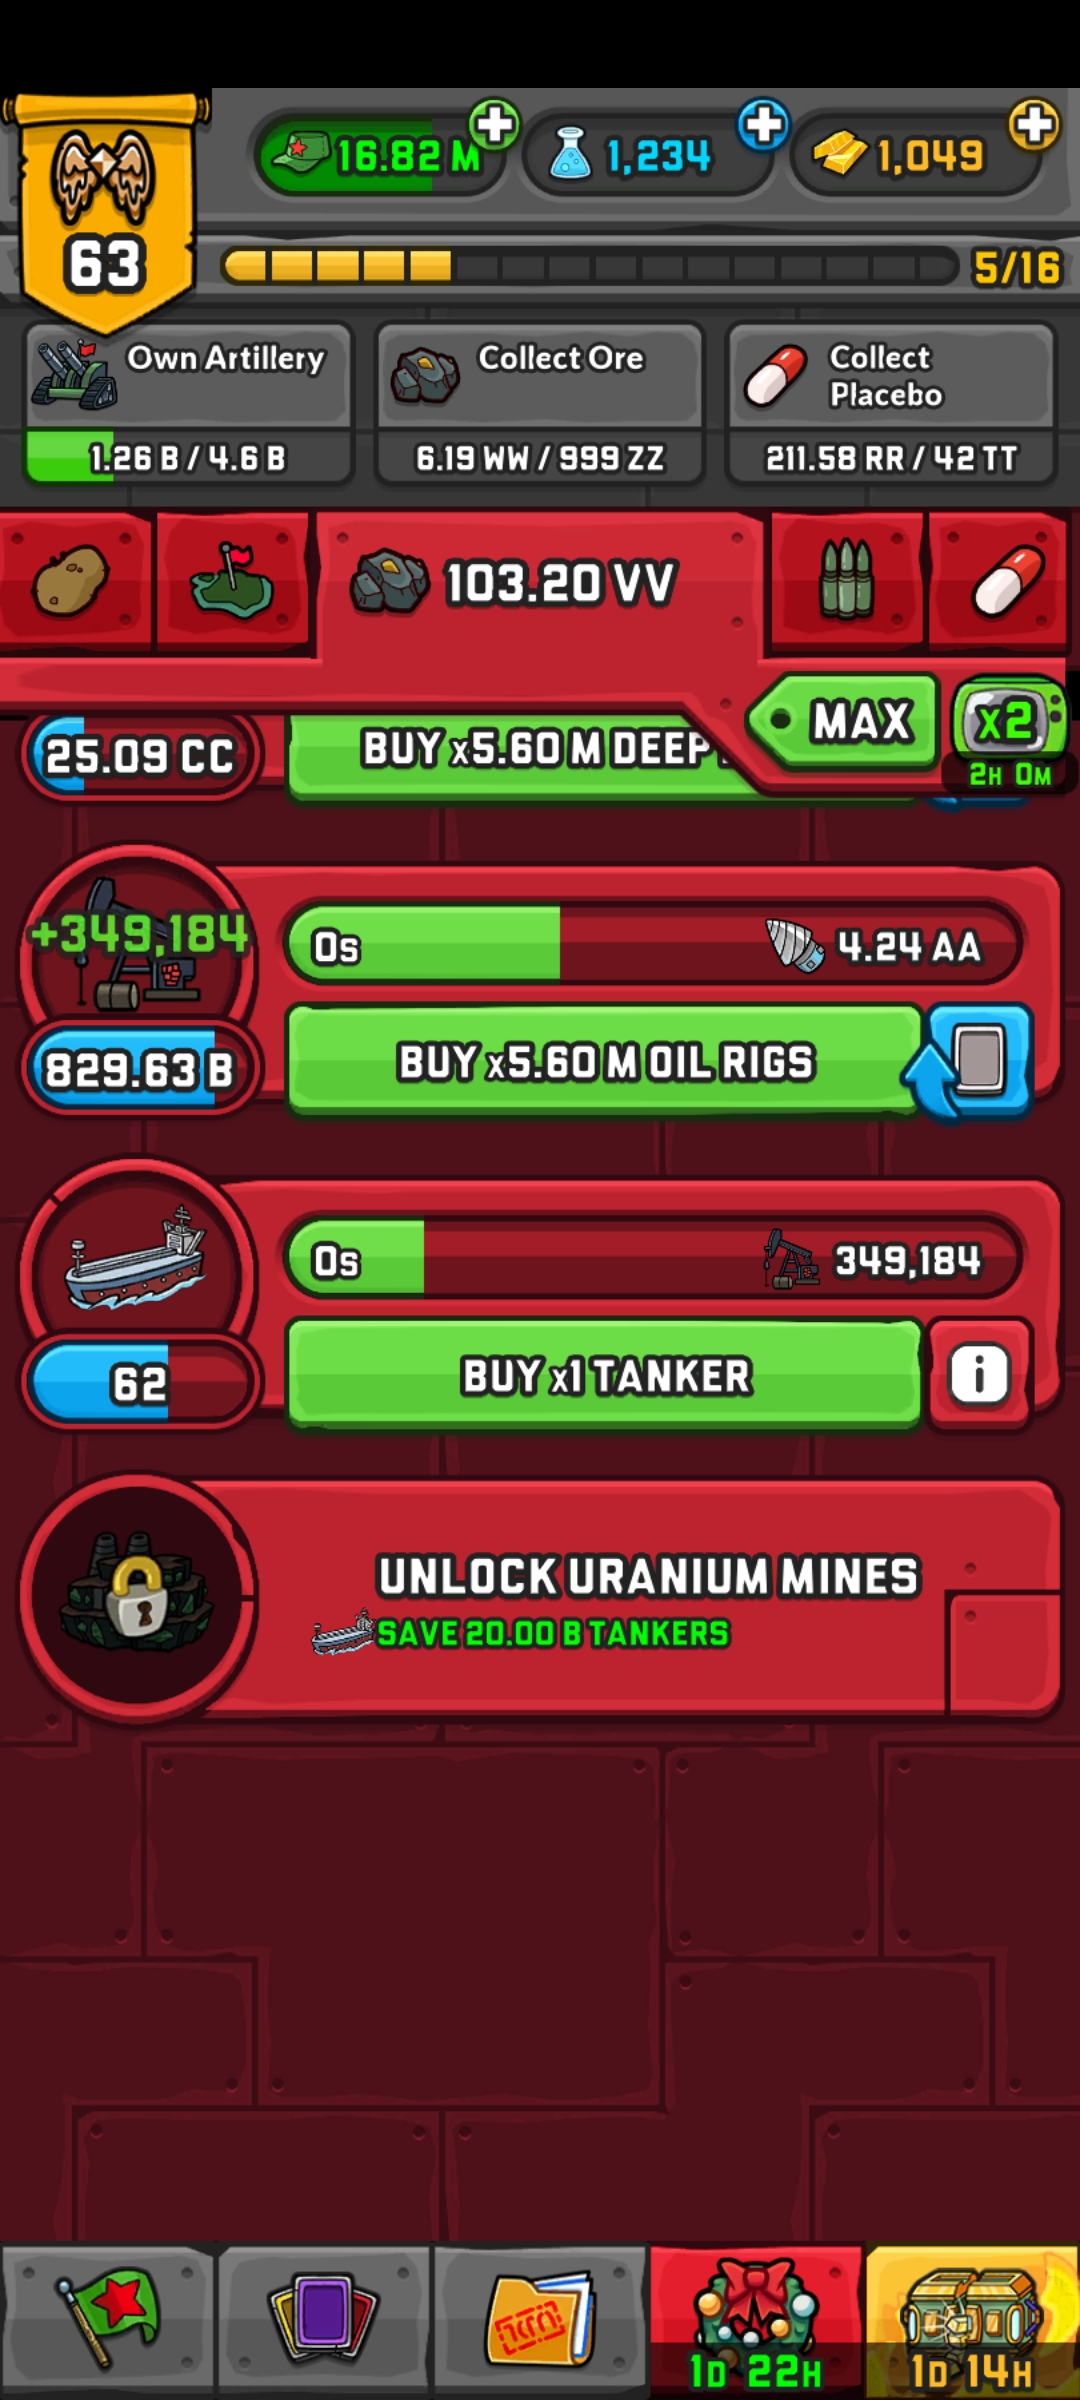 16.82 M
1,234
1,049
63
5/16
Own Artillery
1.26 B / 4.6 B
Collect Ore
6.19 WW / 999 ZZ
Collect
Placebo
211.58 RR / 42 TT
103.20 VV
MAX
x2
2H 0M
25.09 CC
BUY x5.60 M DEEP
+349,184
0s
4.24 AA
829.63 B
BUY x5.60 M OIL RIGS
0s
349,184
62
BUY x1 TANKER
i
UNLOCK URANIUM MINES
SAVE 20.00 B TANKERS
1D 22H
1D 14H